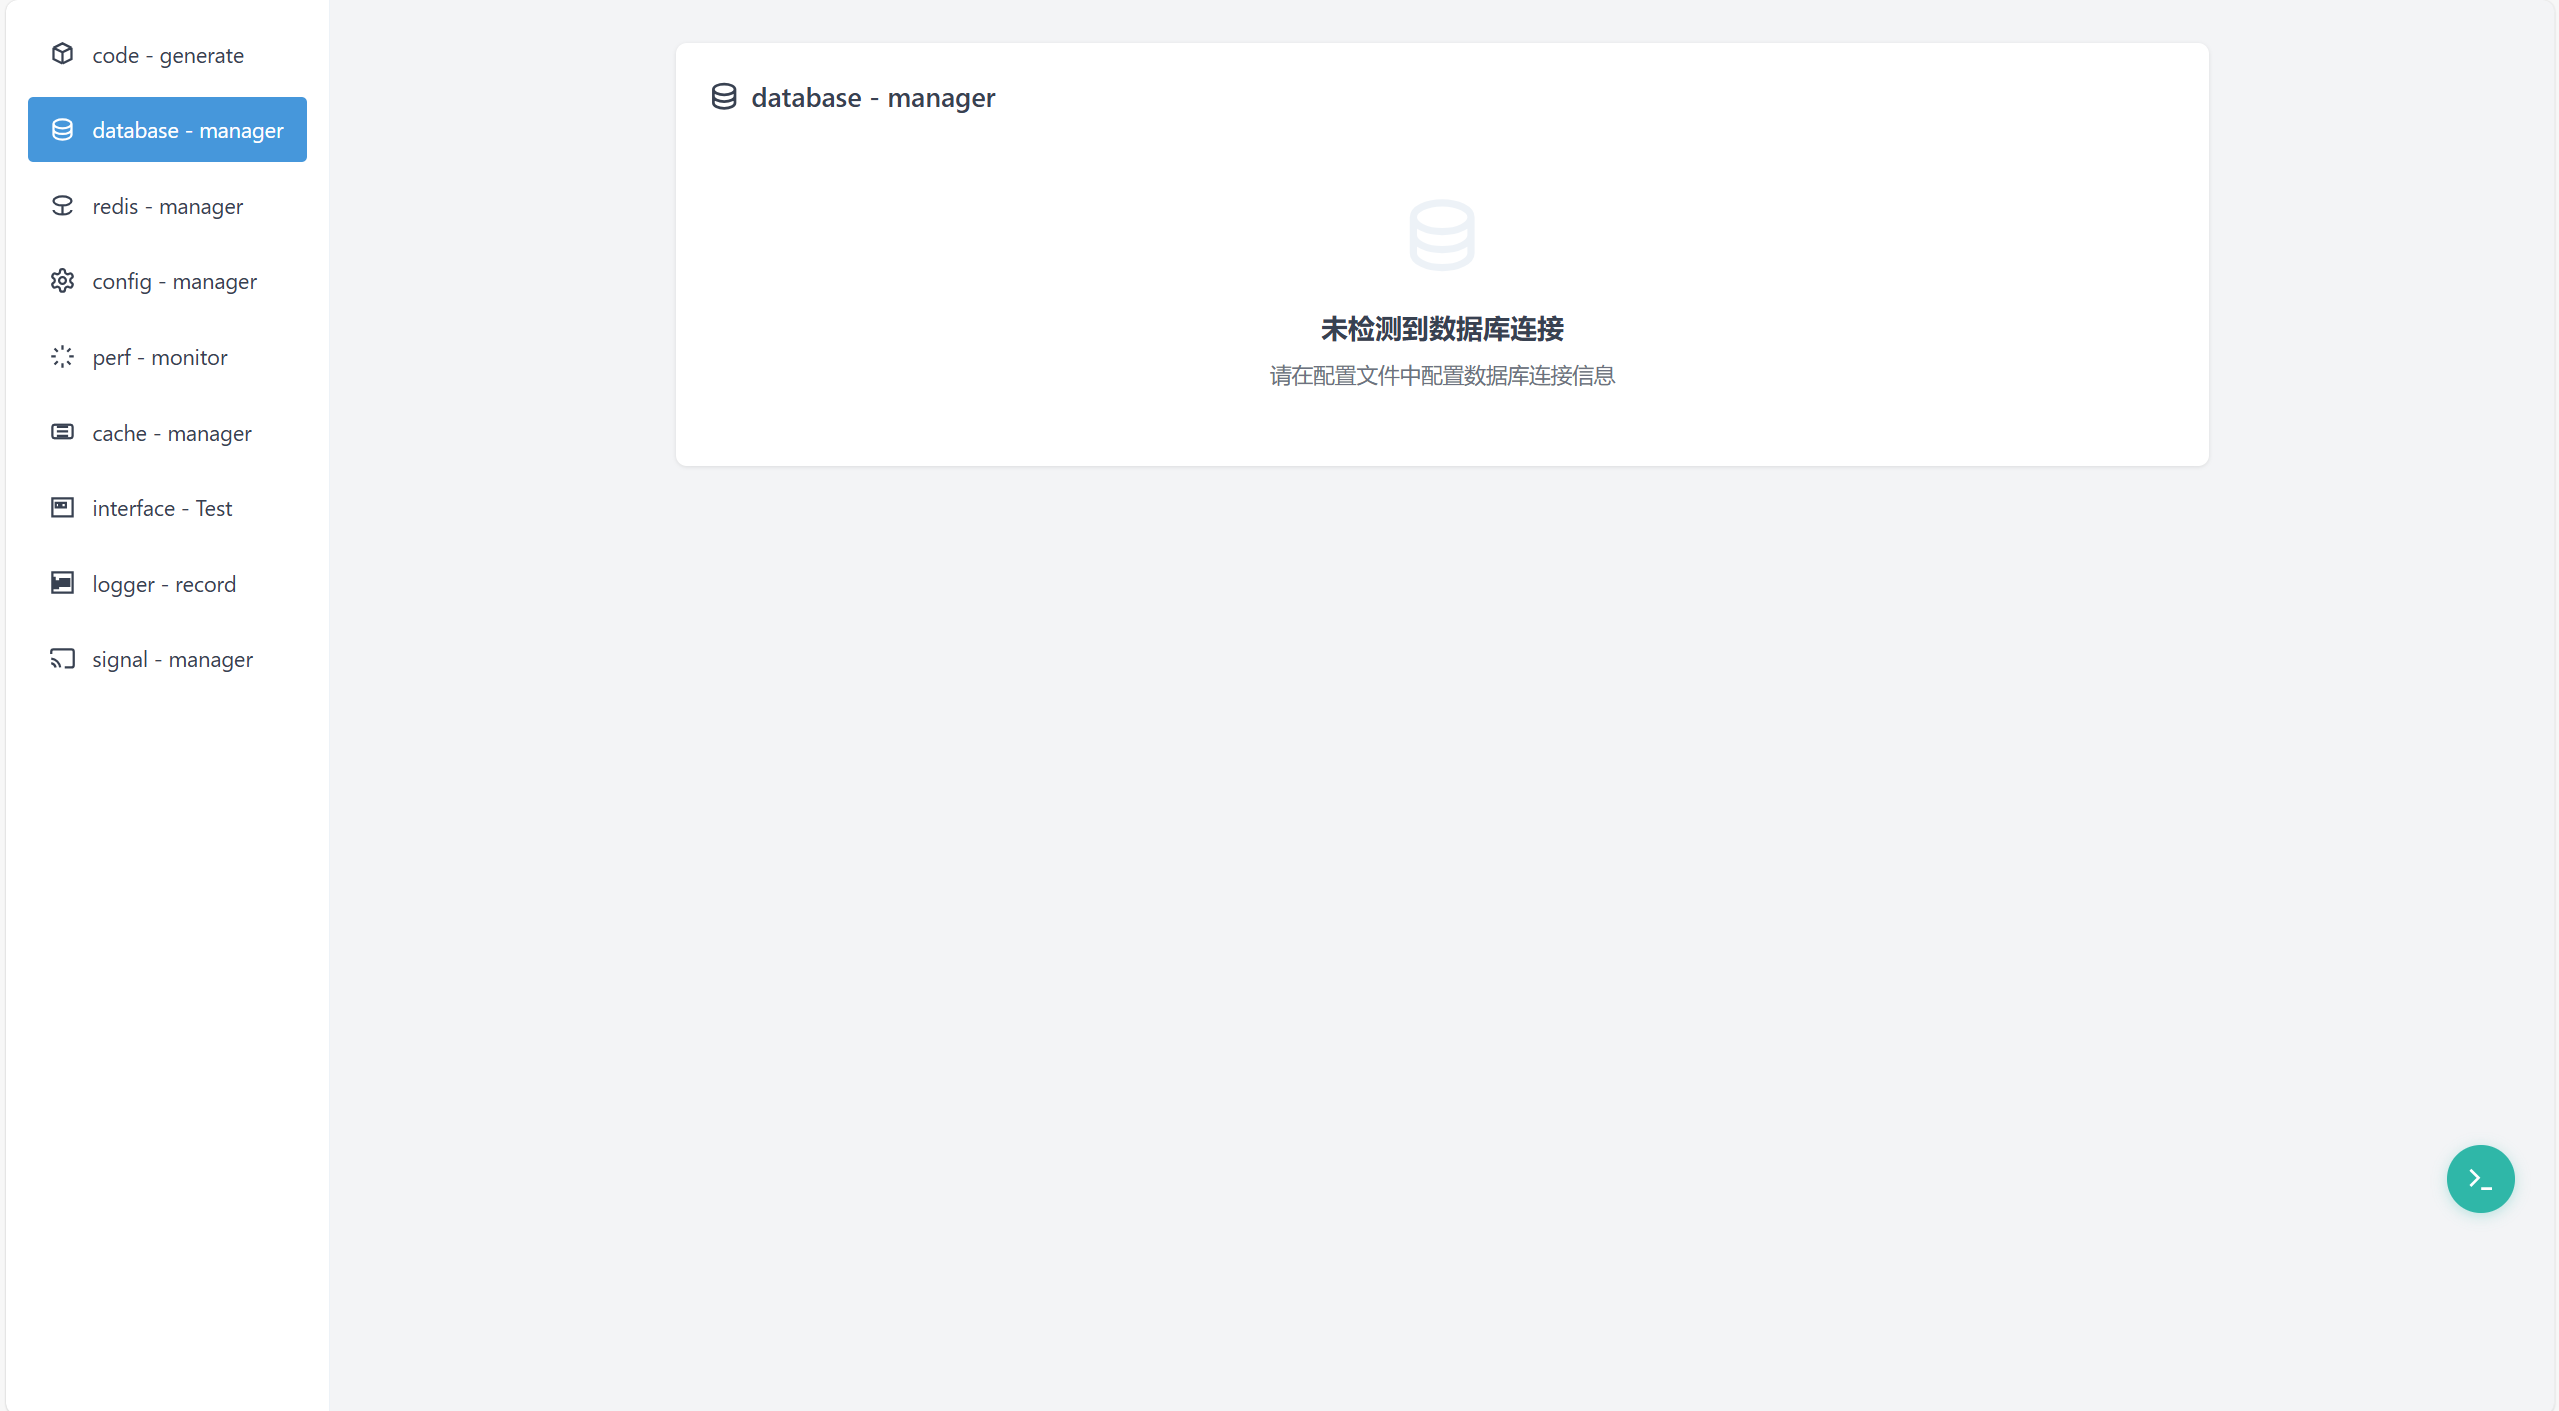 code - generate
database - manager
redis - manager
config - manager
perf - monitor
cache - manager
interface - Test
logger - record
signal - manager
database - manager
未检测到数据库连接
请在配置文件中配置数据库连接信息